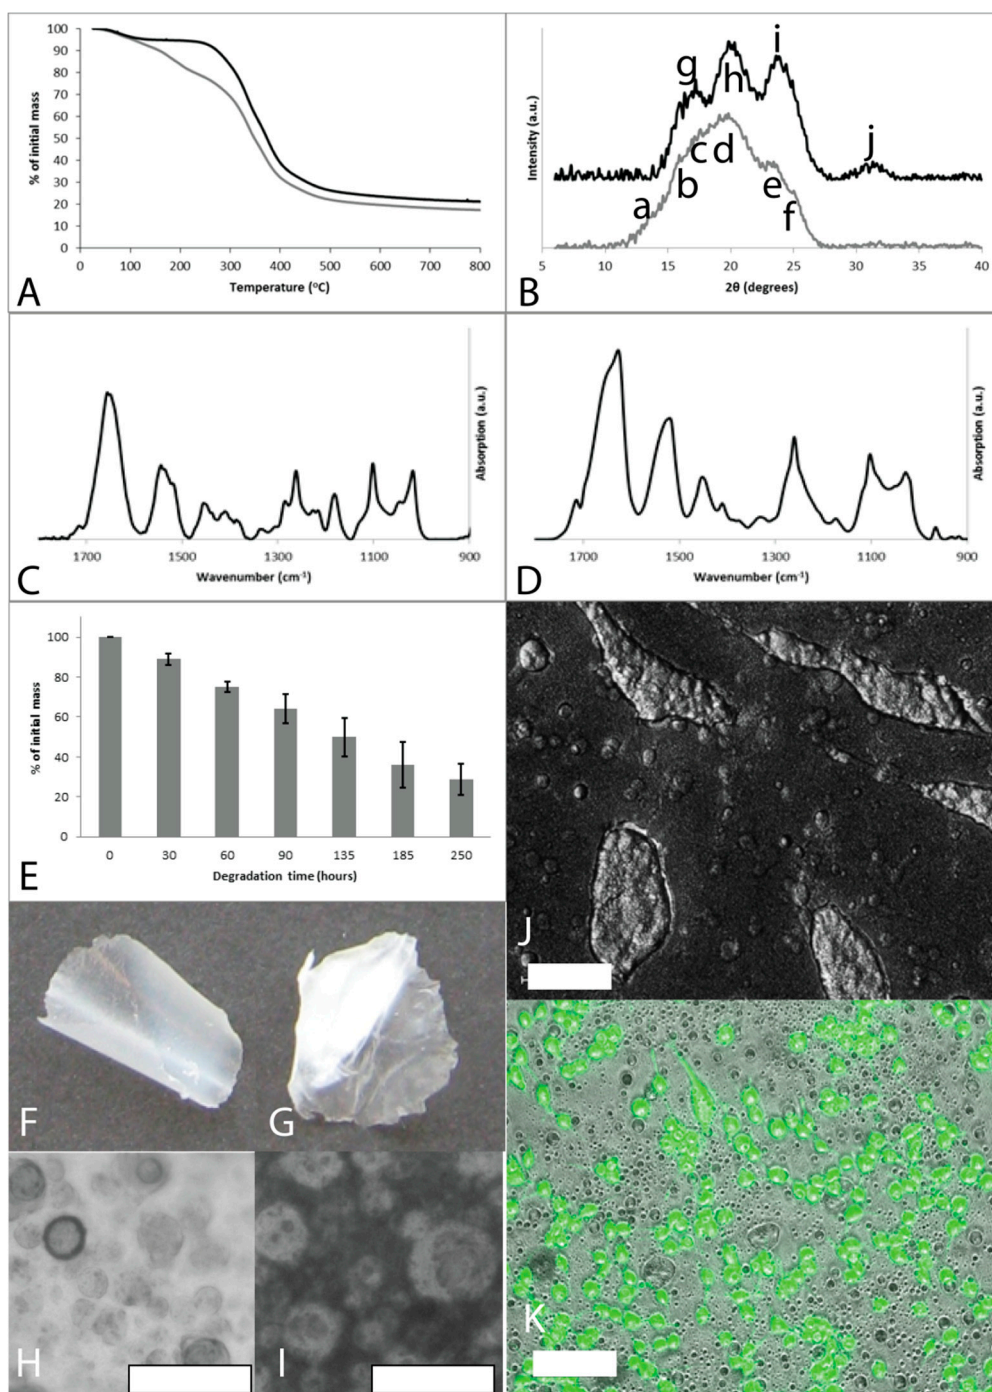 100
90
80
70
60
50
40
30
20
10
0
% of initial mass
0 100 200 300 400 500 600 700 800
Temperature (°C)
A
Intensity (a.u.)
g h i j
a b c d e f
5 10 15 20 25 30 35 40
2θ (degrees)
B
Absorption (a.u.)
1700 1500 1300 1100 900
Wavenumber (cm⁻¹)
C
Absorption (a.u.)
1700 1500 1300 1100 900
Wavenumber (cm⁻¹)
D
100
80
60
40
20
0
% of initial mass
0 30 60 90 135 185 250
Degradation time (hours)
E
F
G
H
I
J
K